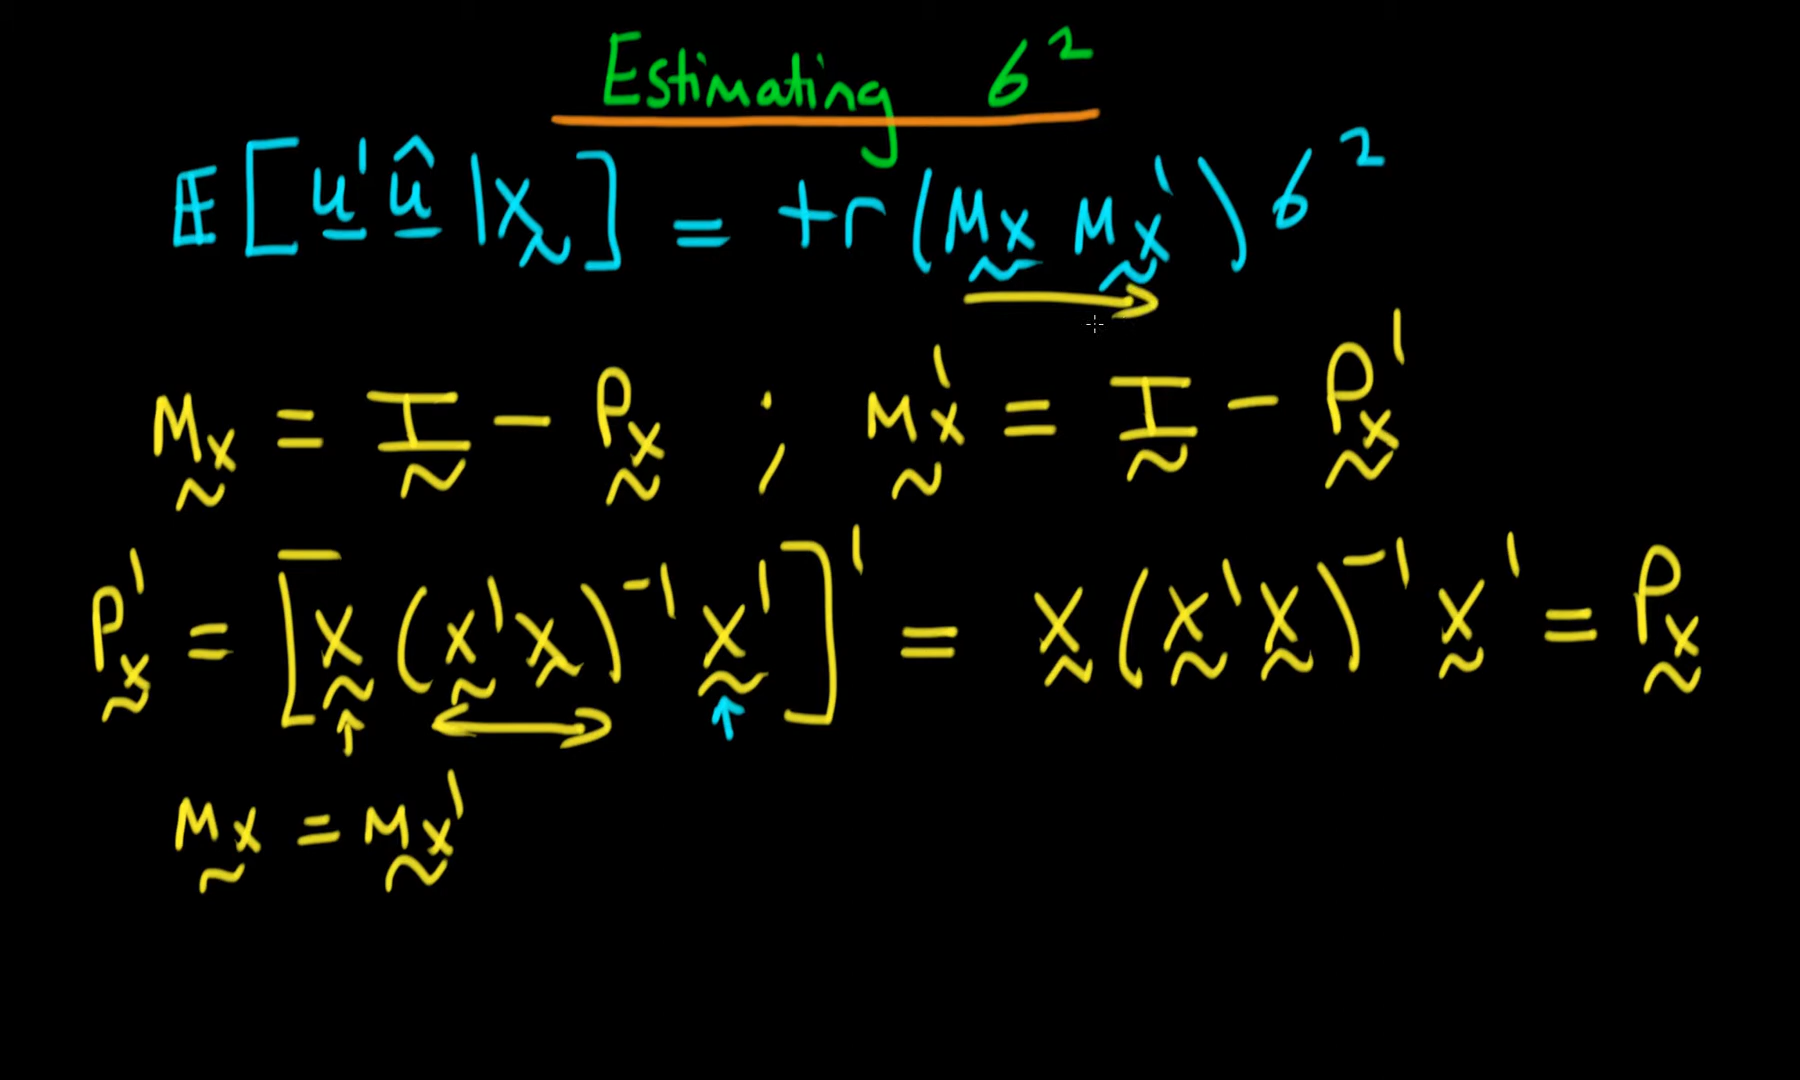 Estimating σ²
E[u'û|X] = tr(Mx Mx')σ²
Mx = I - Px ; Mx' = I - Px'
Px' = [X(X'X)⁻¹X']' = X(X'X)⁻¹X' = Px
Mx = Mx'